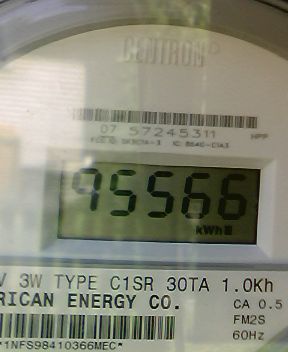 CENTRON
07 57245311
HPP
95566
kWh
V 3W TYPE C1SR 30TA 1.0Kh
RICAN ENERGY CO.
CA 0.5
FM2S
60Hz
*1NFS98410366MEC*